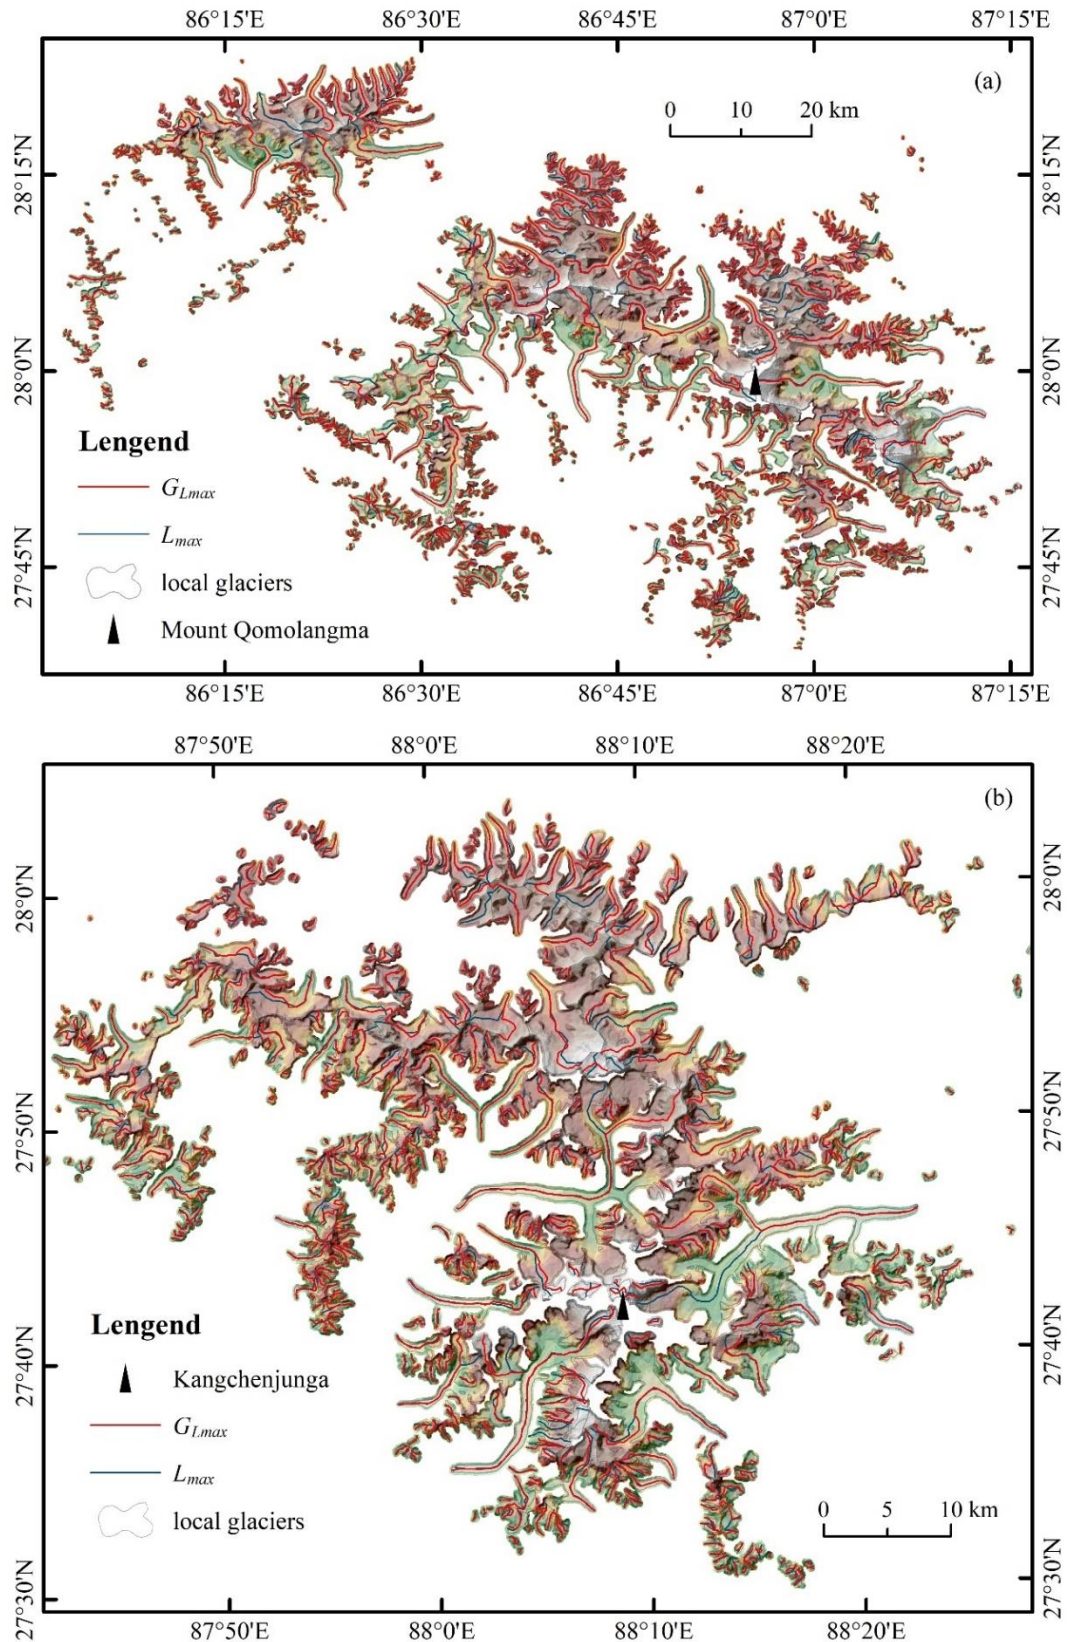 86°15'E 86°30'E 86°45'E 87°0'E 87°15'E
(a)
0 10 20 km
28°15'N 28°15'N
28°0'N 28°0'N
Lengend
G_Lmax
L_max
27°45'N 27°45'N
local glaciers
Mount Qomolangma
86°15'E 86°30'E 86°45'E 87°0'E 87°15'E
87°50'E 88°0'E 88°10'E 88°20'E
(b)
28°0'N 28°0'N
27°50'N 27°50'N
27°40'N 27°40'N
Lengend
Kangchenjunga
G_Lmax
L_max
local glaciers
0 5 10 km
27°30'N 27°30'N
87°50'E 88°0'E 88°10'E 88°20'E